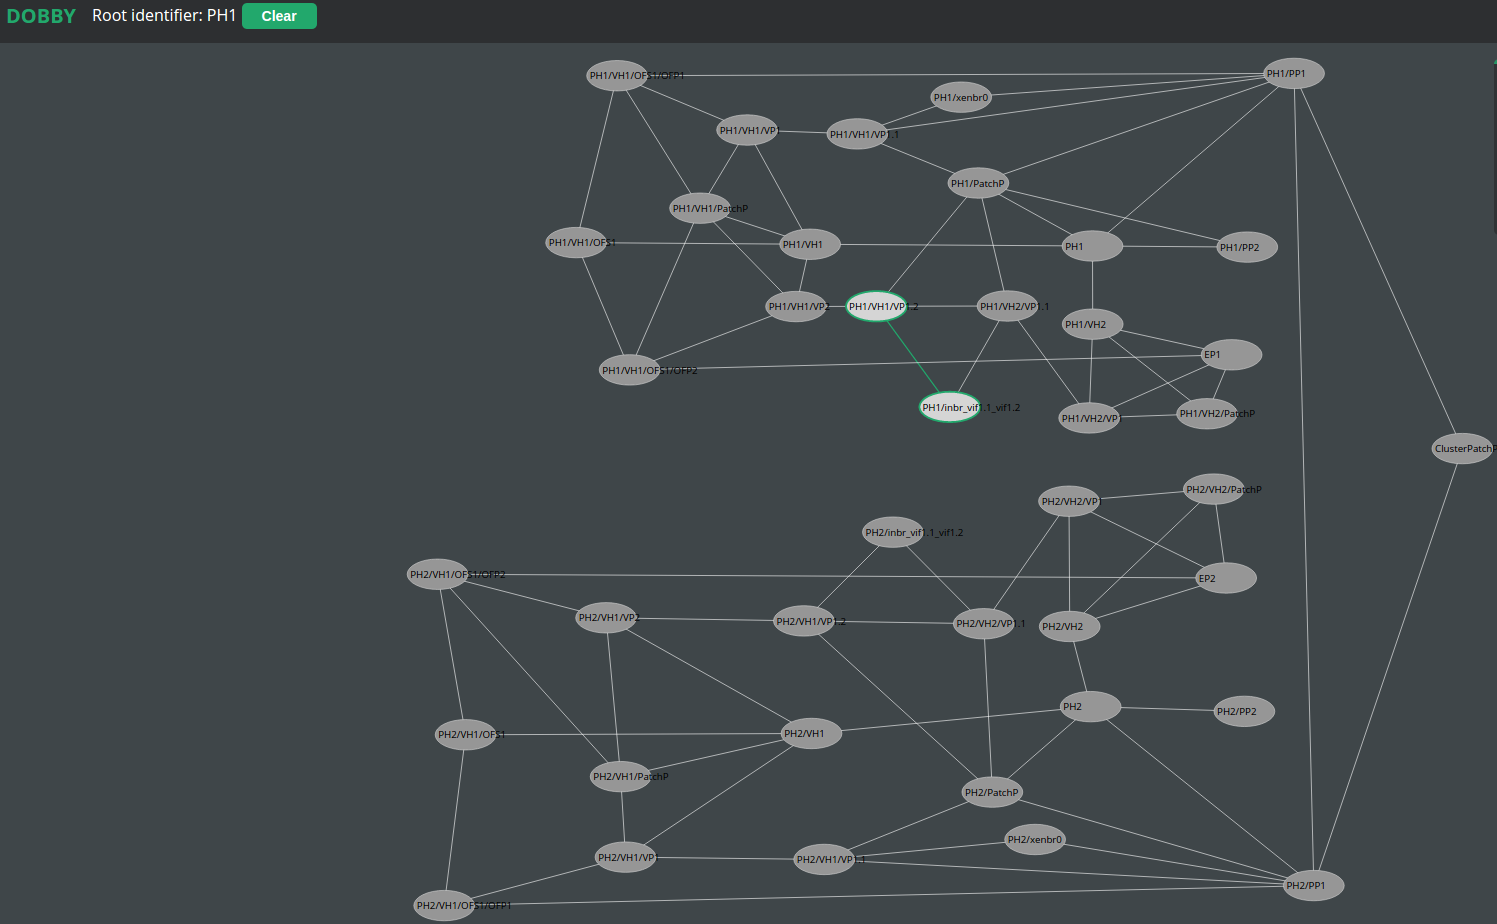 DOBBY Root identifier: PH1 Clear
PH1/VH1/OFS1/OFP1
PH1/PP1
PH1/xenbr0
PH1/VH1/VP1
PH1/VH1/VP1.1
PH1/PatchP
PH1/VH1/PatchP
PH1/VH1/OFS1
PH1/VH1
PH1
PH1/PP2
PH1/VH1/VP2
PH1/VH1/VP1.2
PH1/VH2/VP1.1
PH1/VH2
EP1
PH1/VH1/OFS1/OFP2
PH1/inbr_vif1.1_vif1.2
PH1/VH2/VP1
PH1/VH2/PatchP
ClusterPatchP
PH2/VH2/PatchP
PH2/VH2/VP1
PH2/inbr_vif1.1_vif1.2
PH2/VH1/OFS1/OFP2
EP2
PH2/VH1/VP2
PH2/VH1/VP1.2
PH2/VH2/VP1.1
PH2/VH2
PH2
PH2/PP2
PH2/VH1/OFS1
PH2/VH1
PH2/VH1/PatchP
PH2/PatchP
PH2/xenbr0
PH2/VH1/VP1
PH2/VH1/VP1.1
PH2/PP1
PH2/VH1/OFS1/OFP1